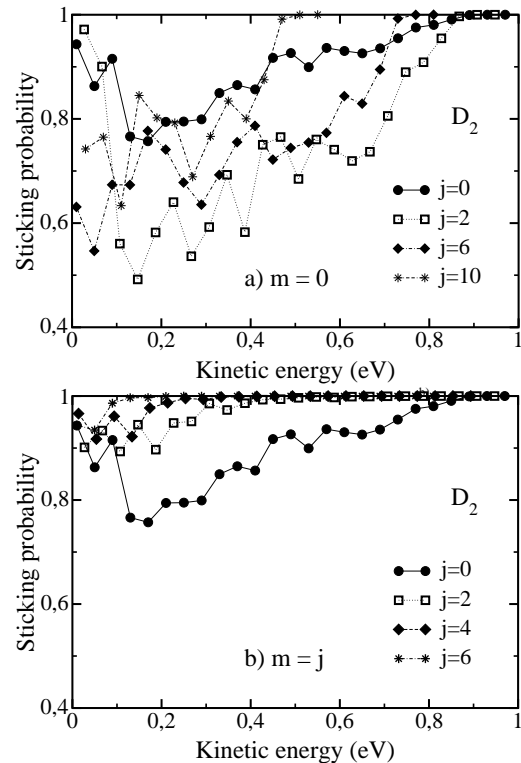 1
0,8
0,6
0,4
Sticking probability
D2
j=0
j=2
j=6
j=10
a) m = 0
0 0,2 0,4 0,6 0,8 1
Kinetic energy (eV)
1
0,8
0,6
0,4
Sticking probability
D2
j=0
j=2
j=4
j=6
b) m = j
0 0,2 0,4 0,6 0,8 1
Kinetic energy (eV)